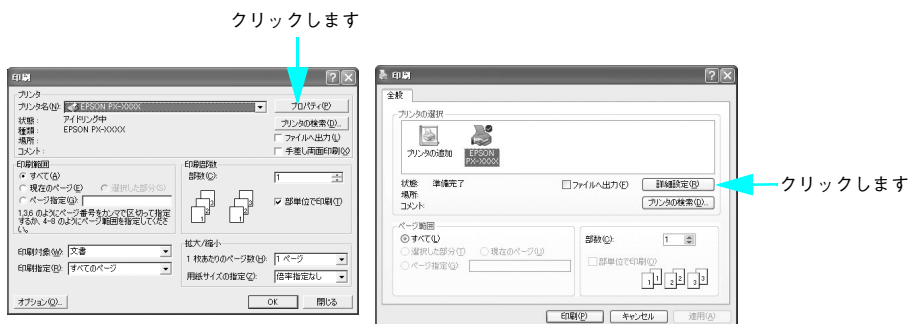 クリックします
印刷
プリンタ
プリンタ名(N): EPSON PX-XXXX
プロパティ(P)
状態: アイドリング中
種類: EPSON PX-XXXX
場所:
コメント:
プリンタの検索(D)...
ファイルへ出力(L)
手差し両面印刷(X)
印刷範囲
すべて(A)
現在のページ(E) 選択した部分(S)
ページ指定(G):
1,3,6 のようにページ番号をカンマで区切って指定
するか、4-8 のようにページ範囲を指定してくださ
い。
印刷部数
部数(C): 1
部単位で印刷(T)
印刷対象(W): 文書
印刷指定(R): すべてのページ
拡大/縮小
1 枚あたりのページ数(H): 1 ページ
用紙サイズの指定(Z): 倍率指定なし
オプション(O)... OK 閉じる
印刷
全般
プリンタの選択
プリンタの追加
EPSON
PX-XXXX
状態: 準備完了
場所:
コメント:
ファイルへ出力(F)
詳細設定(R)
プリンタの検索(D)...
クリックします
ページ範囲
すべて(L)
選択した部分(T) 現在のページ(U)
ページ指定(G):
部数(C): 1
部単位で印刷(O)
1 1 2 2 3 3
印刷(P) キャンセル 適用(A)